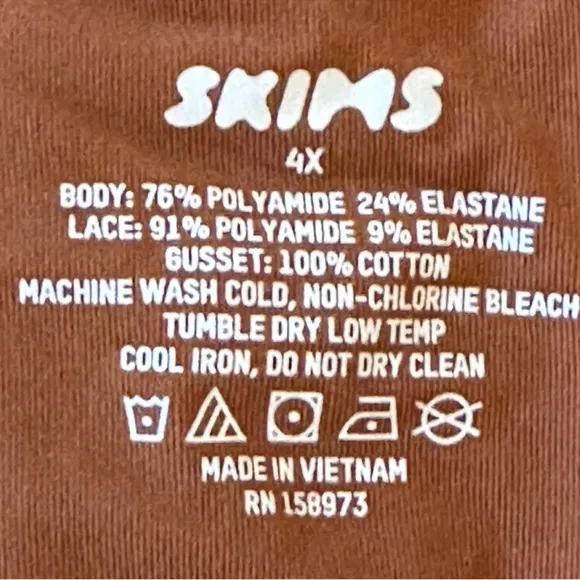 SKIMS
4X
BODY: 76% POLYAMIDE 24% ELASTANE
LACE: 91% POLYAMIDE 9% ELASTANE
GUSSET: 100% COTTON
MACHINE WASH COLD, NON-CHLORINE BLEACH
TUMBLE DRY LOW TEMP
COOL IRON, DO NOT DRY CLEAN
MADE IN VIETNAM
RN 158973